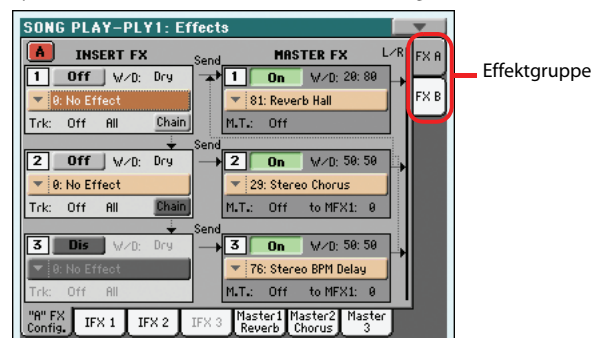 SONG PLAY-PLY1: Effects
A INSERT FX Send MASTER FX L/R FX A
1 Off W/D: Dry 1 On W/D: 20: 80
0: No Effect 81: Reverb Hall FX B
Trk: Off All Chain M.T.: Off
Effektgruppe
Send
2 Off W/D: Dry 2 On W/D: 50: 50
0: No Effect 29: Stereo Chorus
Trk: Off All Chain M.T.: Off to MFX1: 0
Send
3 Dis W/D: Dry 3 On W/D: 50: 50
0: No Effect 76: Stereo BPM Delay
Trk: Off All M.T.: Off to MFX1: 0
"A" FX Config. IFX 1 IFX 2 IFX 3 Master1 Reverb Master2 Chorus Master 3